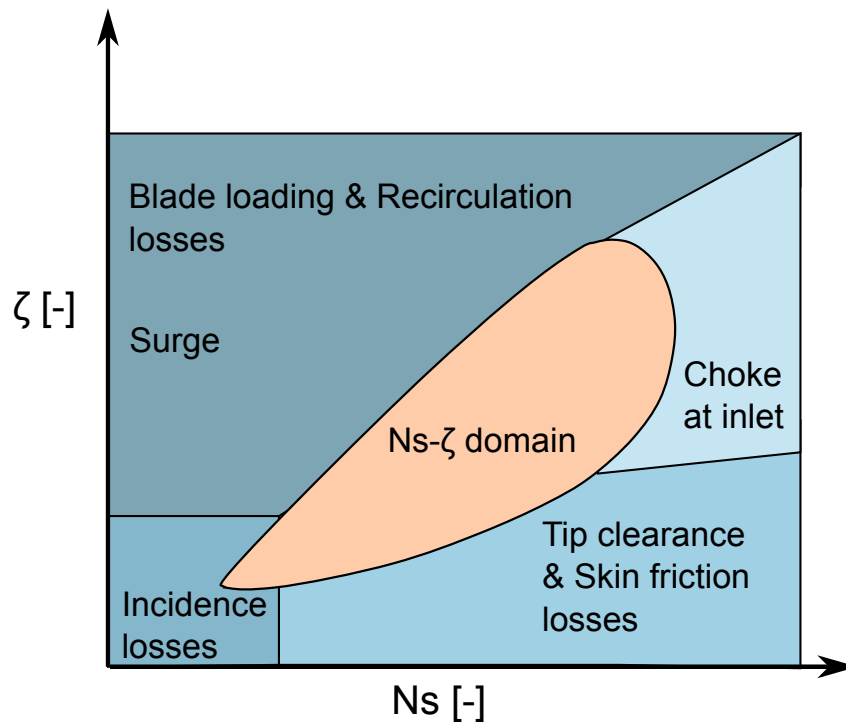 Blade loading & Recirculation
losses
ζ [-]
Surge
Choke
at inlet
Ns-ζ domain
Tip clearance
& Skin friction
losses
Incidence
losses
Ns [-]